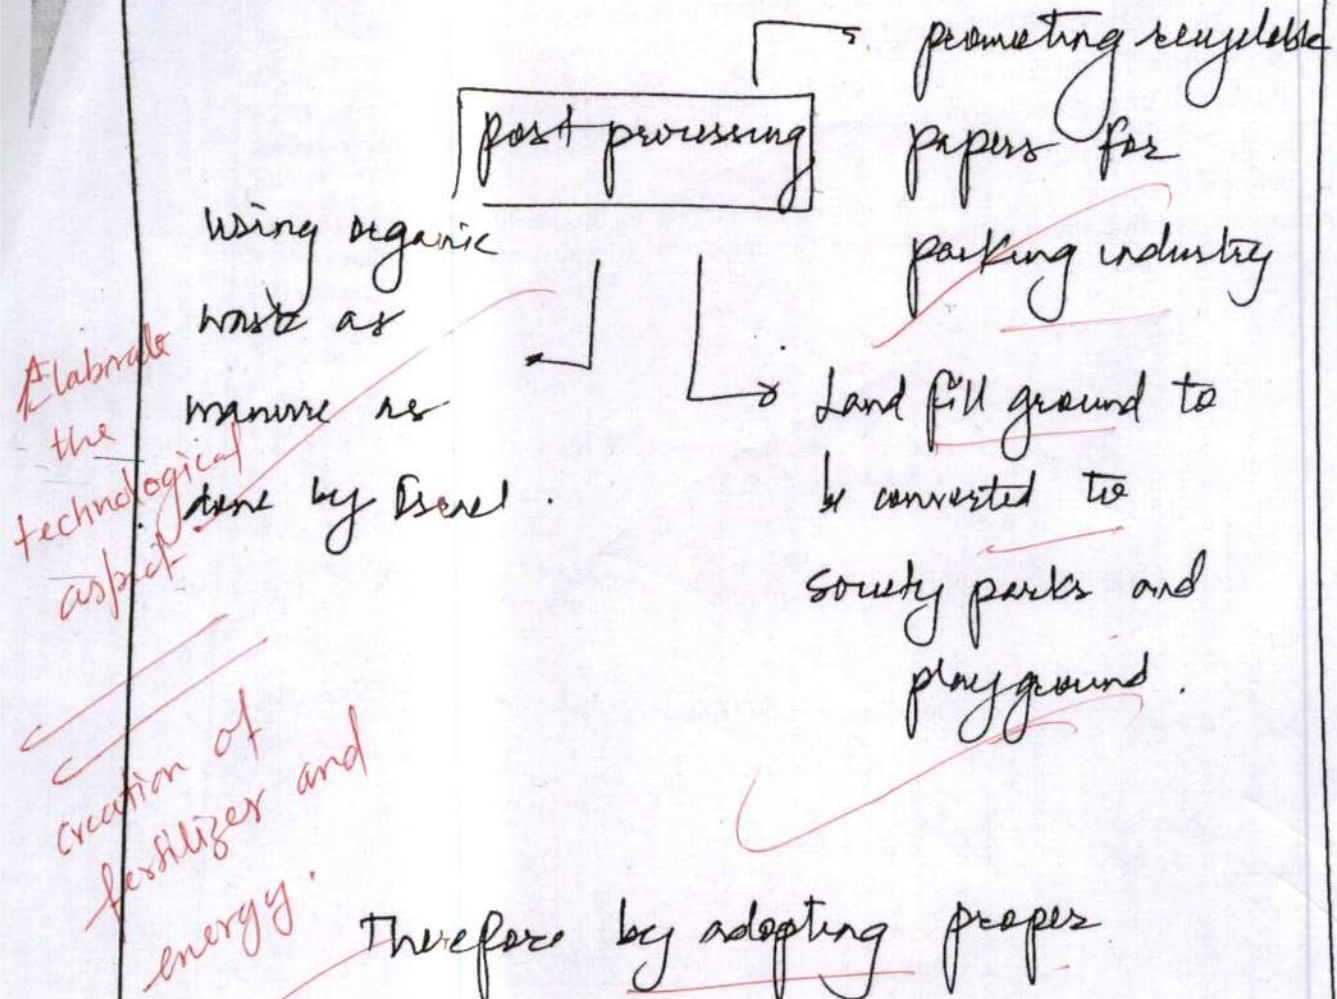 post processing
promoting recyclable
papers for
packing industry
using organic
waste as
manure as
done by Israel.
Land fill ground to
be converted to
society parks and
playground.
Elaborate
the
technological
aspect
creation of
fertilizer and
energy.
Therefore by adopting proper